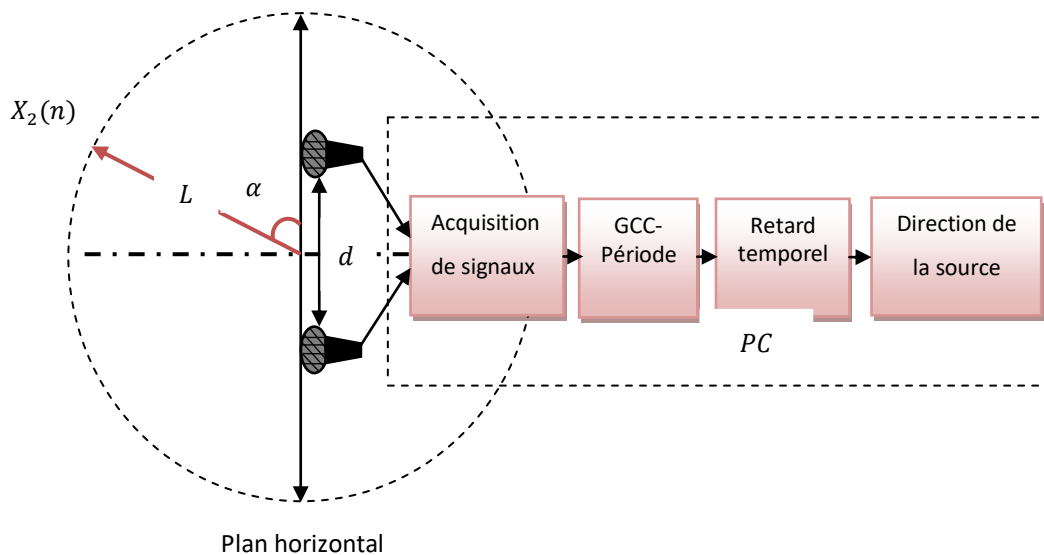 X₂(n)
L
α
d
Acquisition
de signaux
GCC-
Période
Retard
temporel
Direction de
la source
PC
Plan horizontal